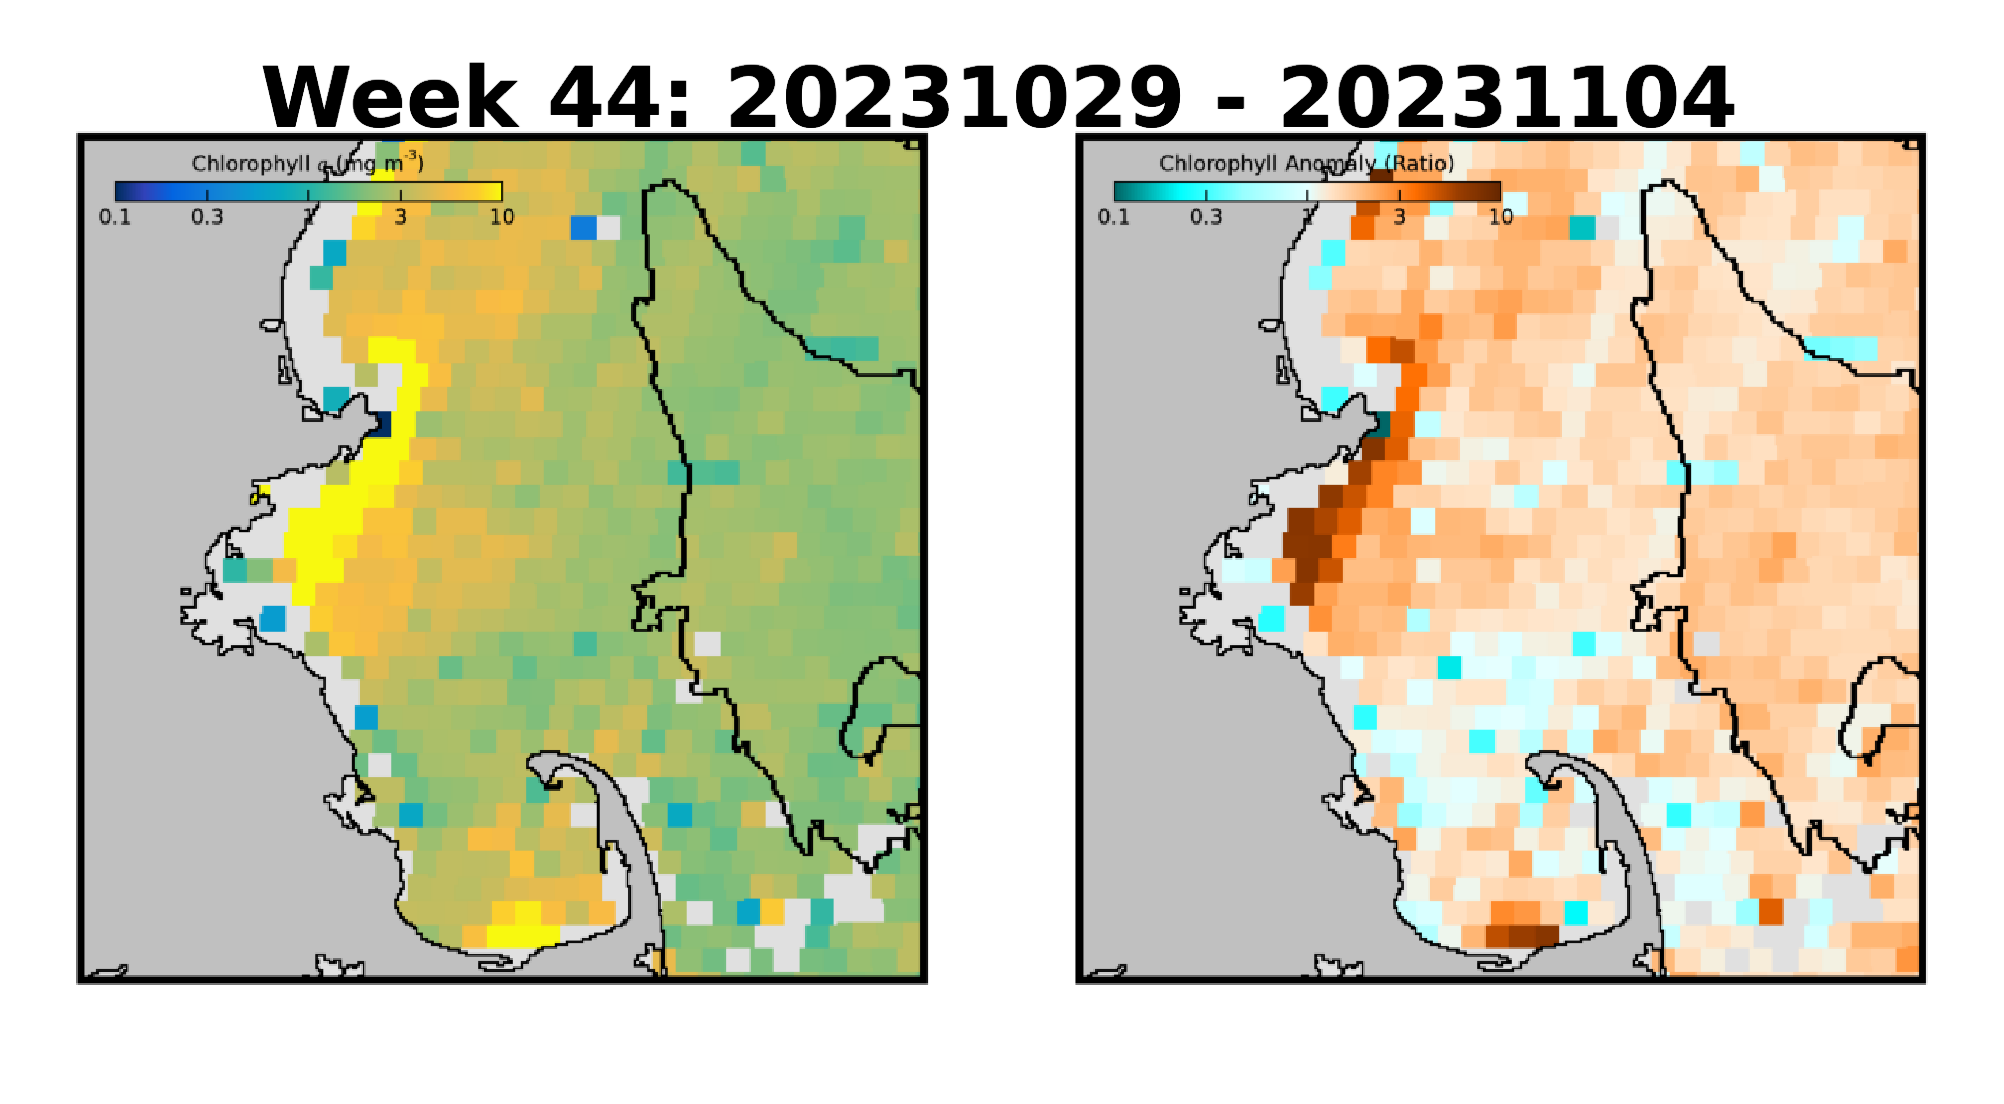 Week 44: 20231029 - 20231104
Chlorophyll a (mg m-3)
0.1 0.3 1 3 10
Chlorophyll Anomaly (Ratio)
0.1 0.3 1 3 10